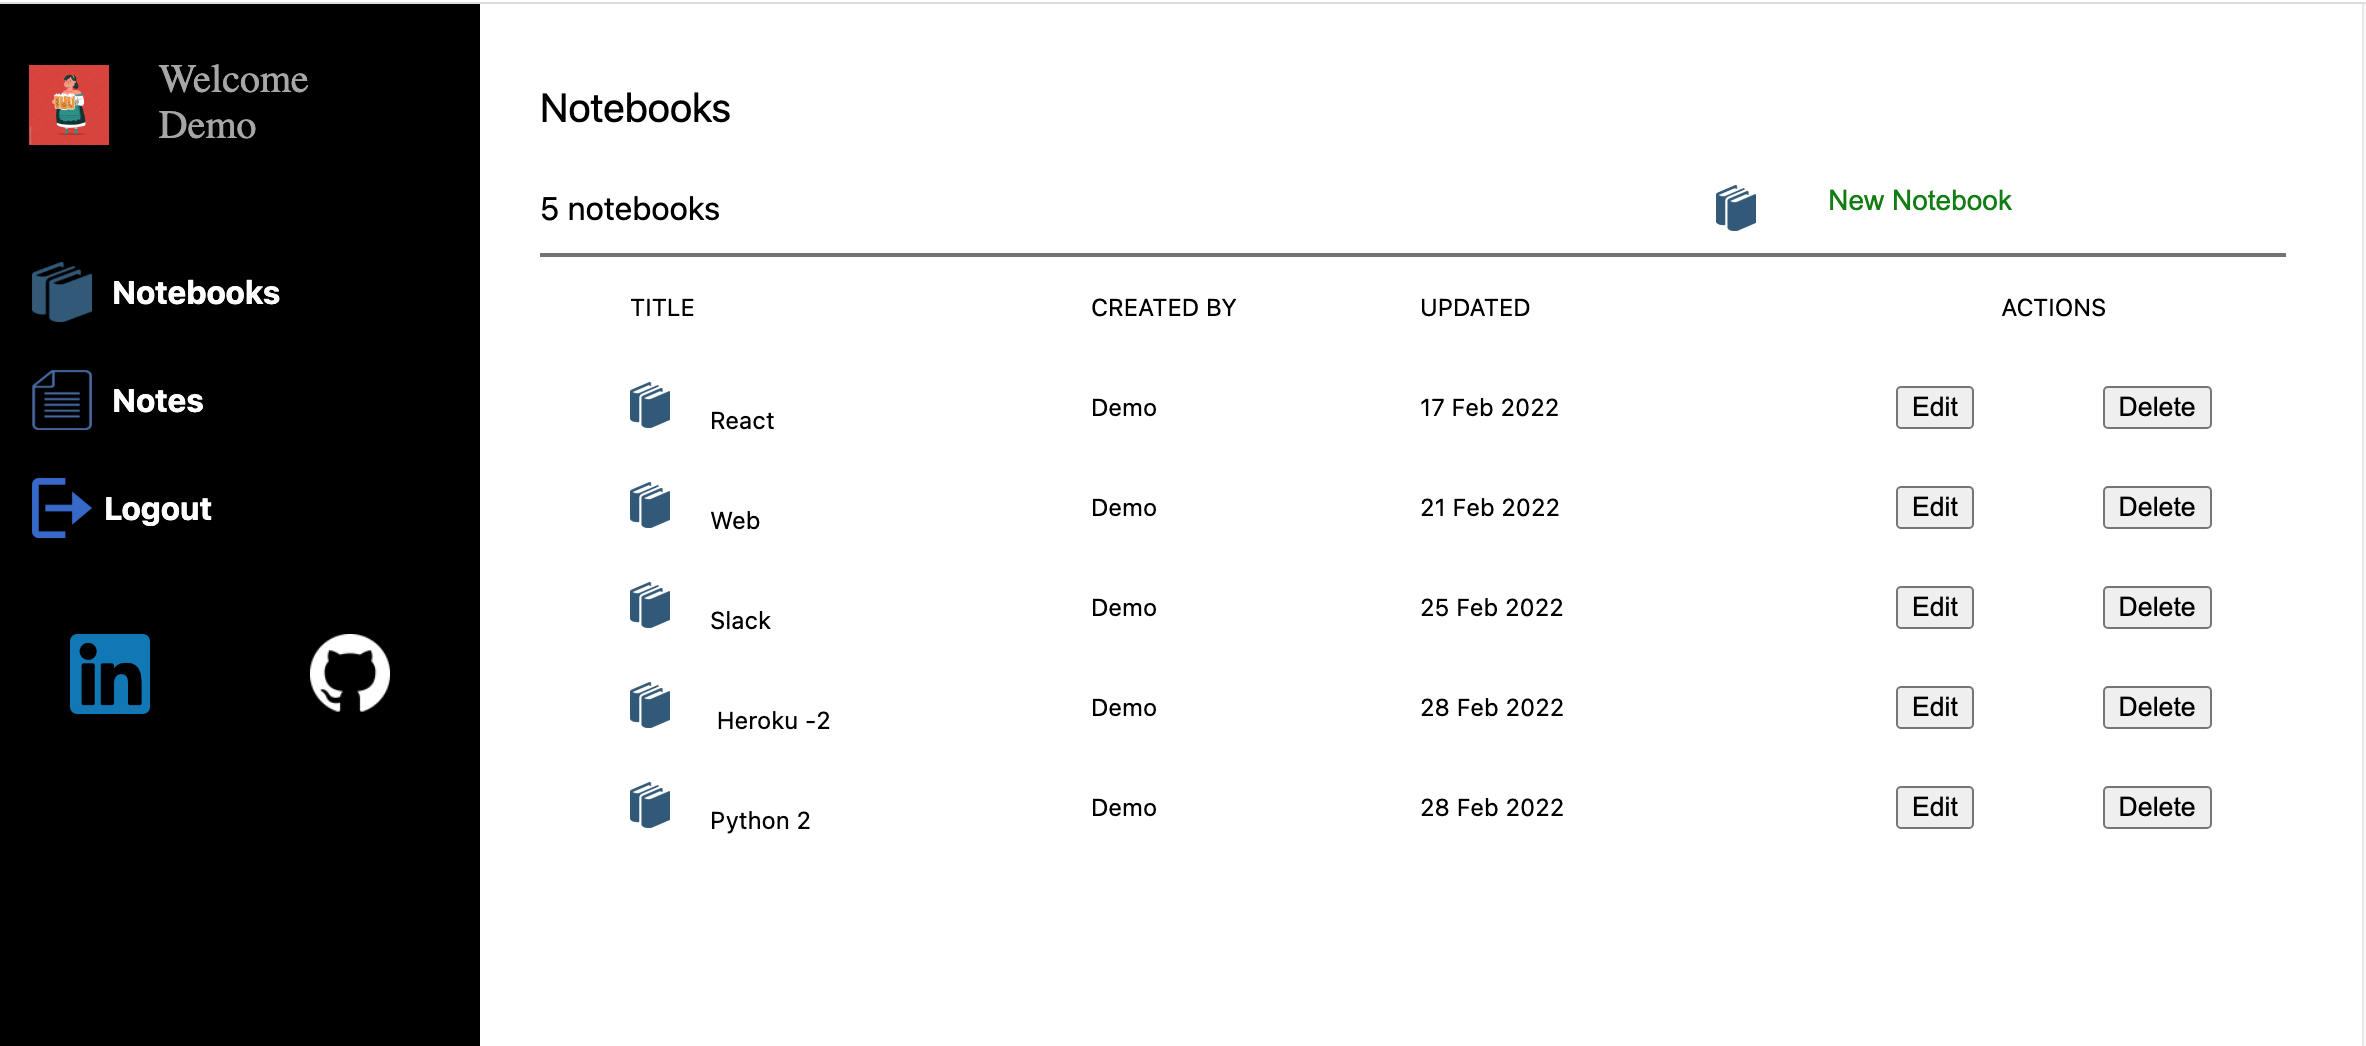 Welcome
Demo
Notebooks
Notes
Logout
in
Notebooks
5 notebooks
New Notebook
TITLE CREATED BY UPDATED ACTIONS
React Demo 17 Feb 2022 Edit Delete
Web Demo 21 Feb 2022 Edit Delete
Slack Demo 25 Feb 2022 Edit Delete
Heroku -2 Demo 28 Feb 2022 Edit Delete
Python 2 Demo 28 Feb 2022 Edit Delete